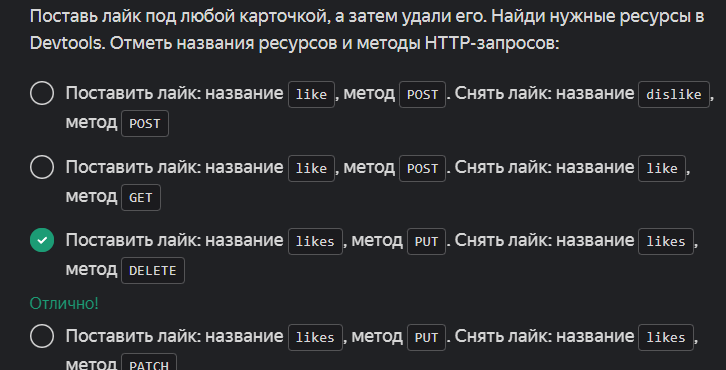 Поставь лайк под любой карточкой, а затем удали его. Найди нужные ресурсы в
Devtools. Отметь названия ресурсов и методы HTTP-запросов:
Поставить лайк: название like, метод POST. Снять лайк: название dislike,
метод POST
Поставить лайк: название like, метод POST. Снять лайк: название like,
метод GET
Поставить лайк: название likes, метод PUT. Снять лайк: название likes,
метод DELETE
Отлично!
Поставить лайк: название likes, метод PUT. Снять лайк: название likes,
метод PATCH